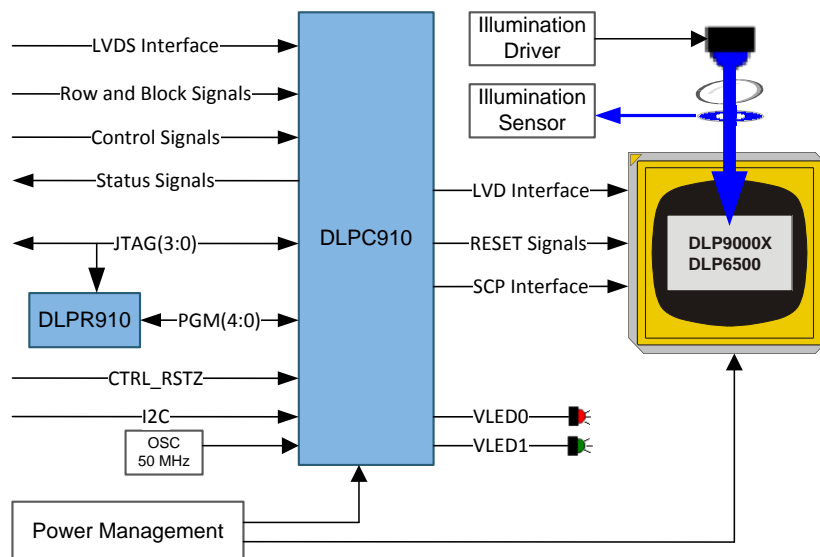 LVDS Interface
Row and Block Signals
Control Signals
Status Signals
JTAG(3:0)
DLPR910
PGM(4:0)
CTRL_RSTZ
I2C
OSC
50 MHz
Power Management
DLPC910
Illumination
Driver
Illumination
Sensor
LVD Interface
RESET Signals
SCP Interface
DLP9000X
DLP6500
VLED0
VLED1